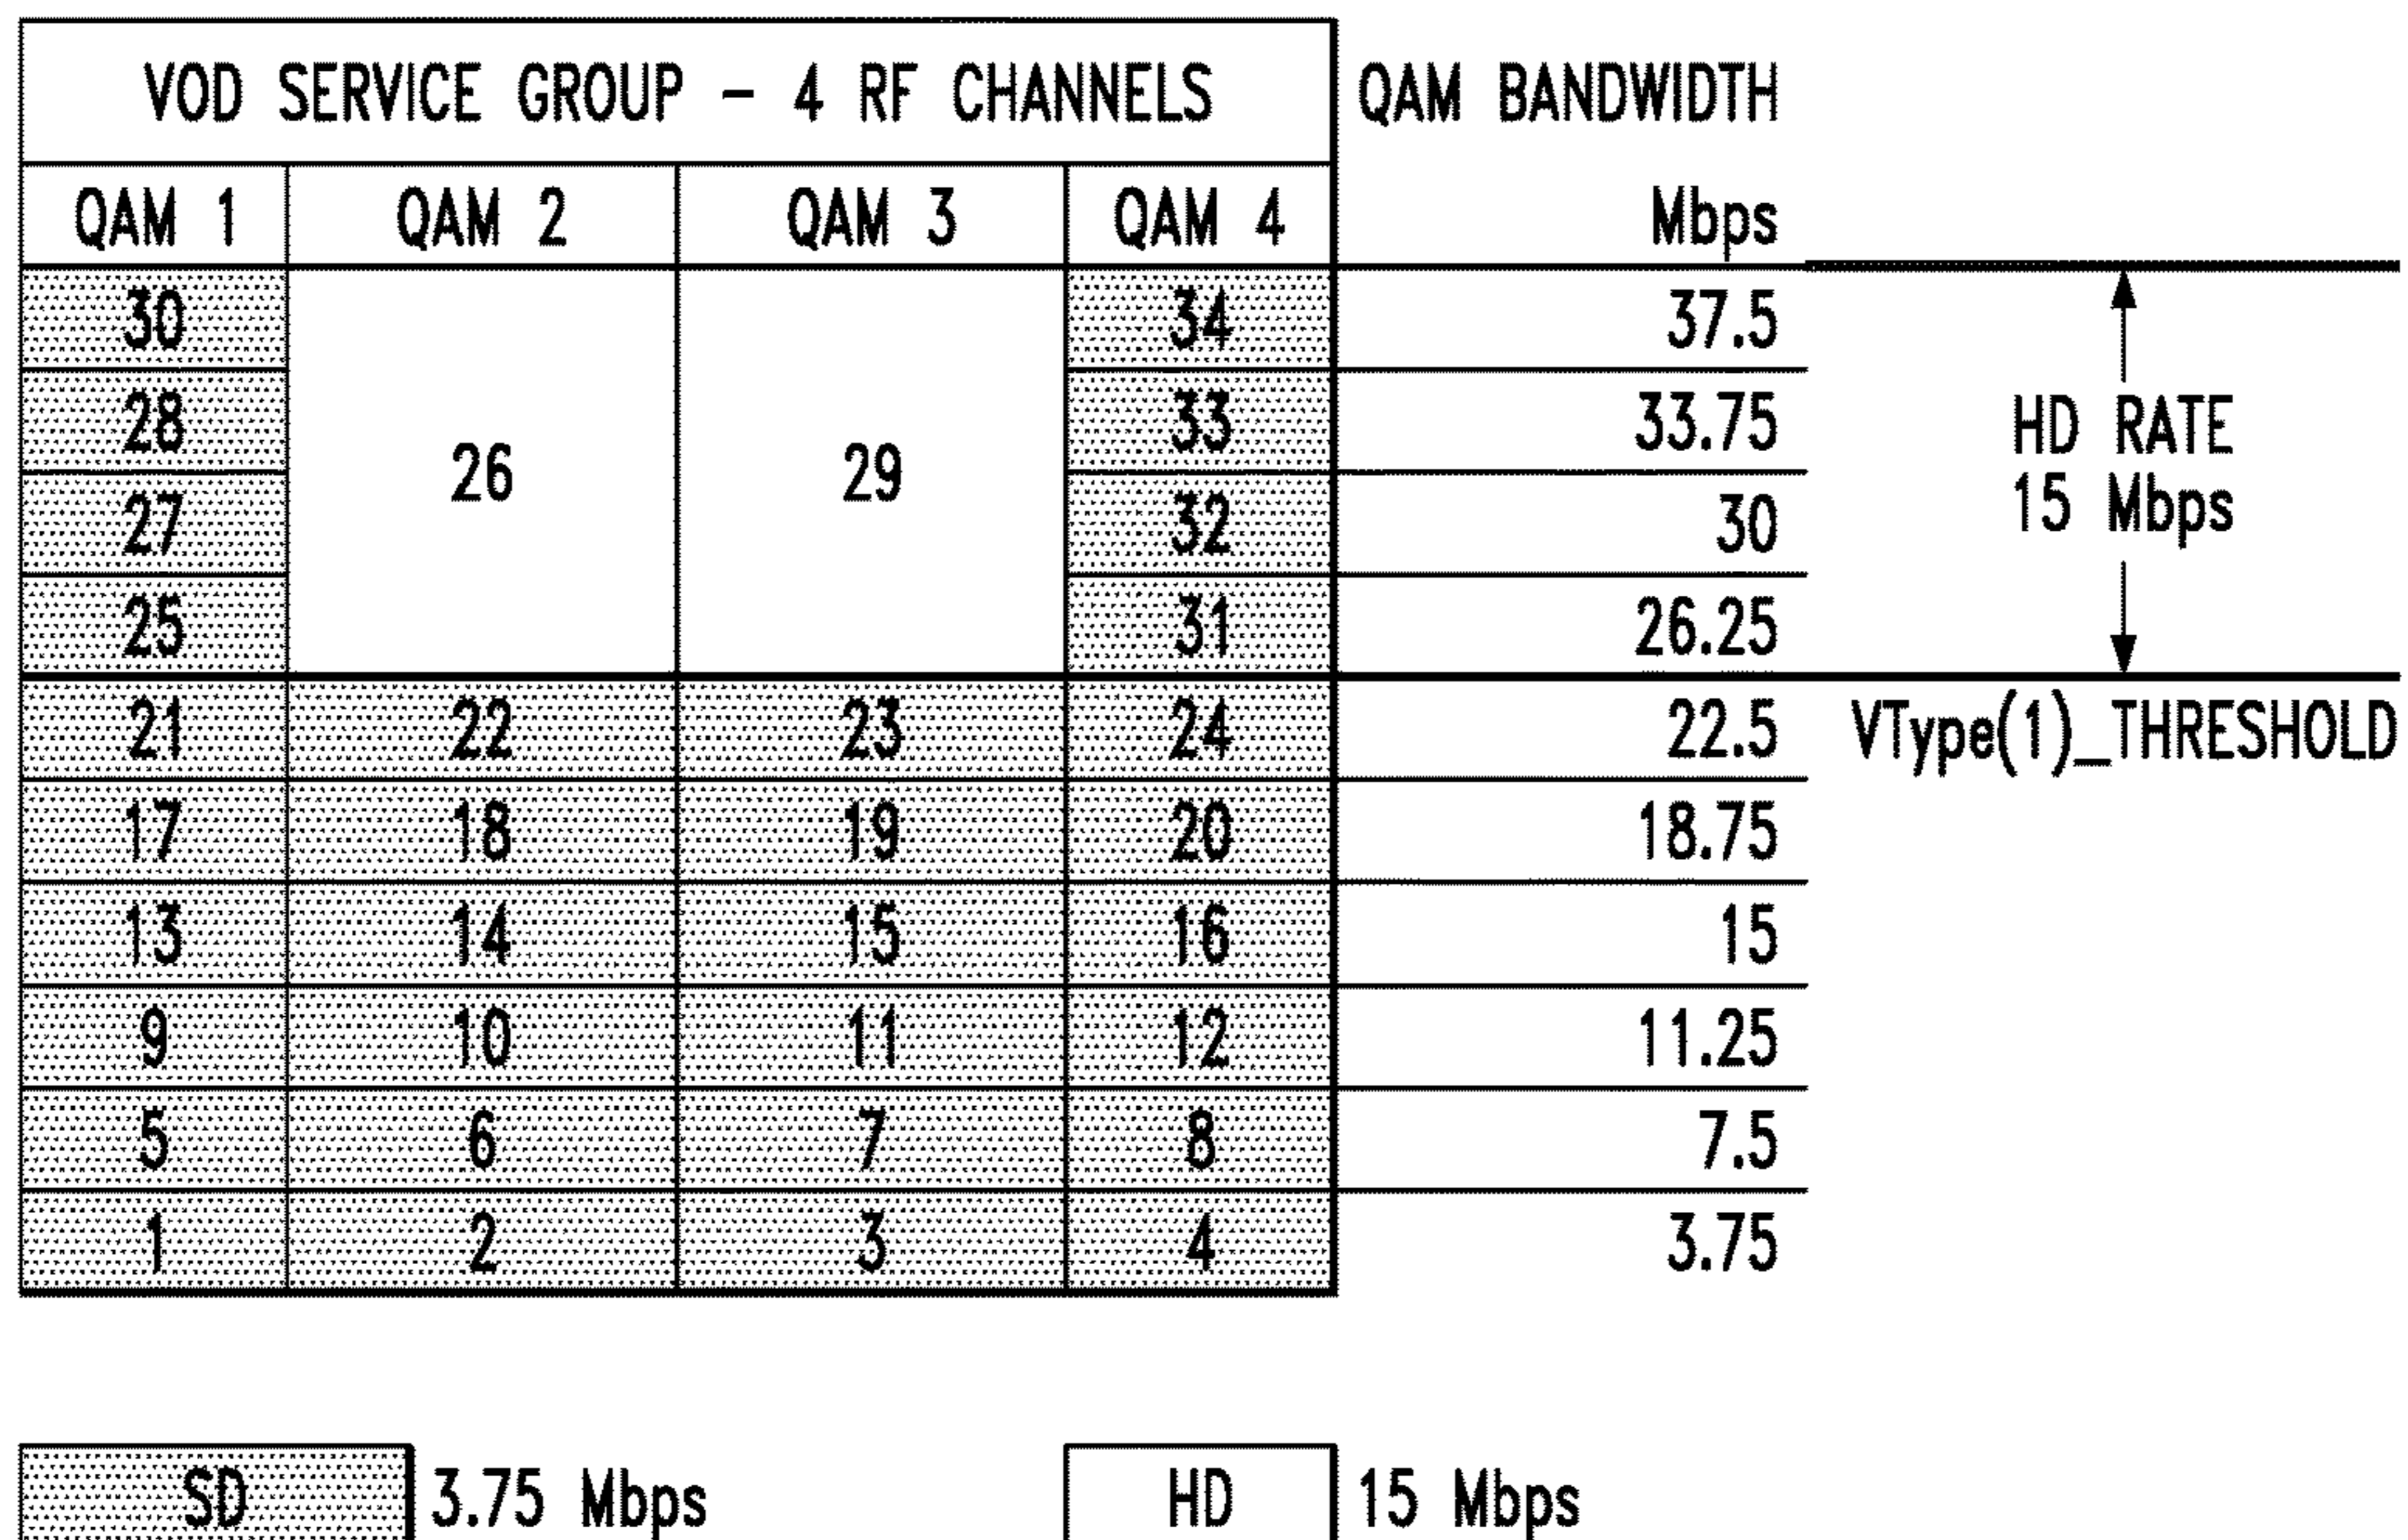 VOD SERVICE GROUP - 4 RF CHANNELS QAM BANDWIDTH
QAM 1 QAM 2 QAM 3 QAM 4 Mbps
30 34 37.5
28 33 33.75 HD RATE
26 29
27 32 30 15 Mbps
25 31 26.25
21 22 23 24 22.5 VType(1)_THRESHOLD
17 18 19 20 18.75
13 14 15 16 15
9 10 11 12 11.25
5 6 7 8 7.5
1 2 3 4 3.75
SD 3.75 Mbps HD 15 Mbps